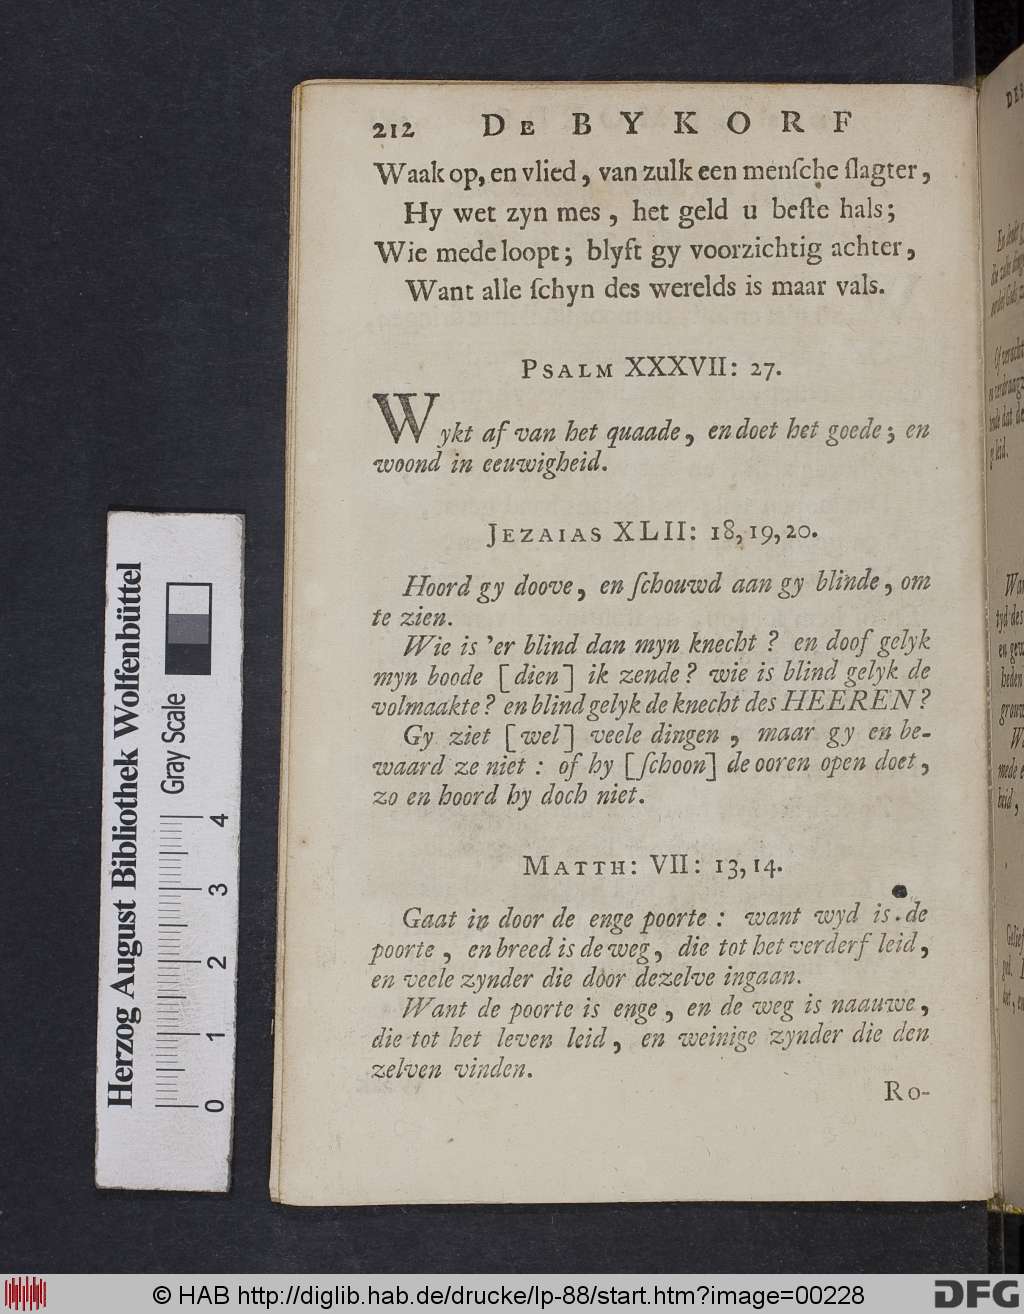 212 DE BYKORF
Waak op, en vlied, van zulk een menſche ſlagter,
Hy wet zyn mes, het geld u beſte hals;
Wie mede loopt; blyft gy voorzichtig achter,
Want alle ſchyn des werelds is maar vals.
PSALM XXXVII: 27.
Wykt af van het quaade, en doet het goede; en
woond in eeuwigheid.
JEZAIAS XLII: 18, 19, 20.
Hoord gy doove, en ſchouwd aan gy blinde, om
te zien.
Wie is 'er blind dan myn knecht? en doof gelyk
myn boode [dien] ik zende? wie is blind gelyk de
volmaakte? en blind gelyk de knecht des HEEREN?
Gy ziet [wel] veele dingen, maar gy en be-
waard ze niet: of hy [ſchoon] de ooren open doet,
zo en hoord hy doch niet.
MATTH: VII: 13, 14.
Gaat in door de enge poorte: want wyd is de
poorte, en breed is de weg, die tot het verderf leid,
en veele zynder die door dezelve ingaan.
Want de poorte is enge, en de weg is naauwe,
die tot het leven leid, en weinige zynder die den
zelven vinden.
Ro-
Herzog August Bibliothek Wolfenbüttel
Gray Scale
0 1 2 3 4
© HAB http://diglib.hab.de/drucke/lp-88/start.htm?image=00228
DFG